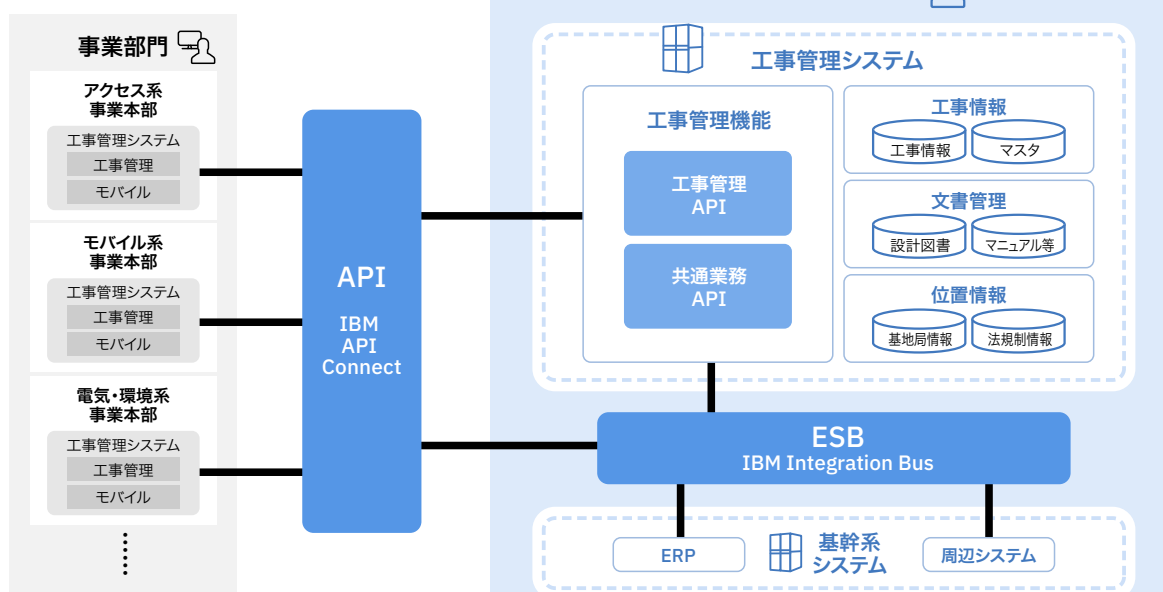 事業部門
アクセス系
事業本部
工事管理システム
工事管理
モバイル
モバイル系
事業本部
工事管理システム
工事管理
モバイル
電気・環境系
事業本部
工事管理システム
工事管理
モバイル
API
IBM
API
Connect
工事管理システム
工事管理機能
工事管理
API
共通業務
API
工事情報
工事情報
マスタ
文書管理
設計図書
マニュアル等
位置情報
基地局情報
法規制情報
ESB
IBM Integration Bus
ERP
基幹系
システム
周辺システム